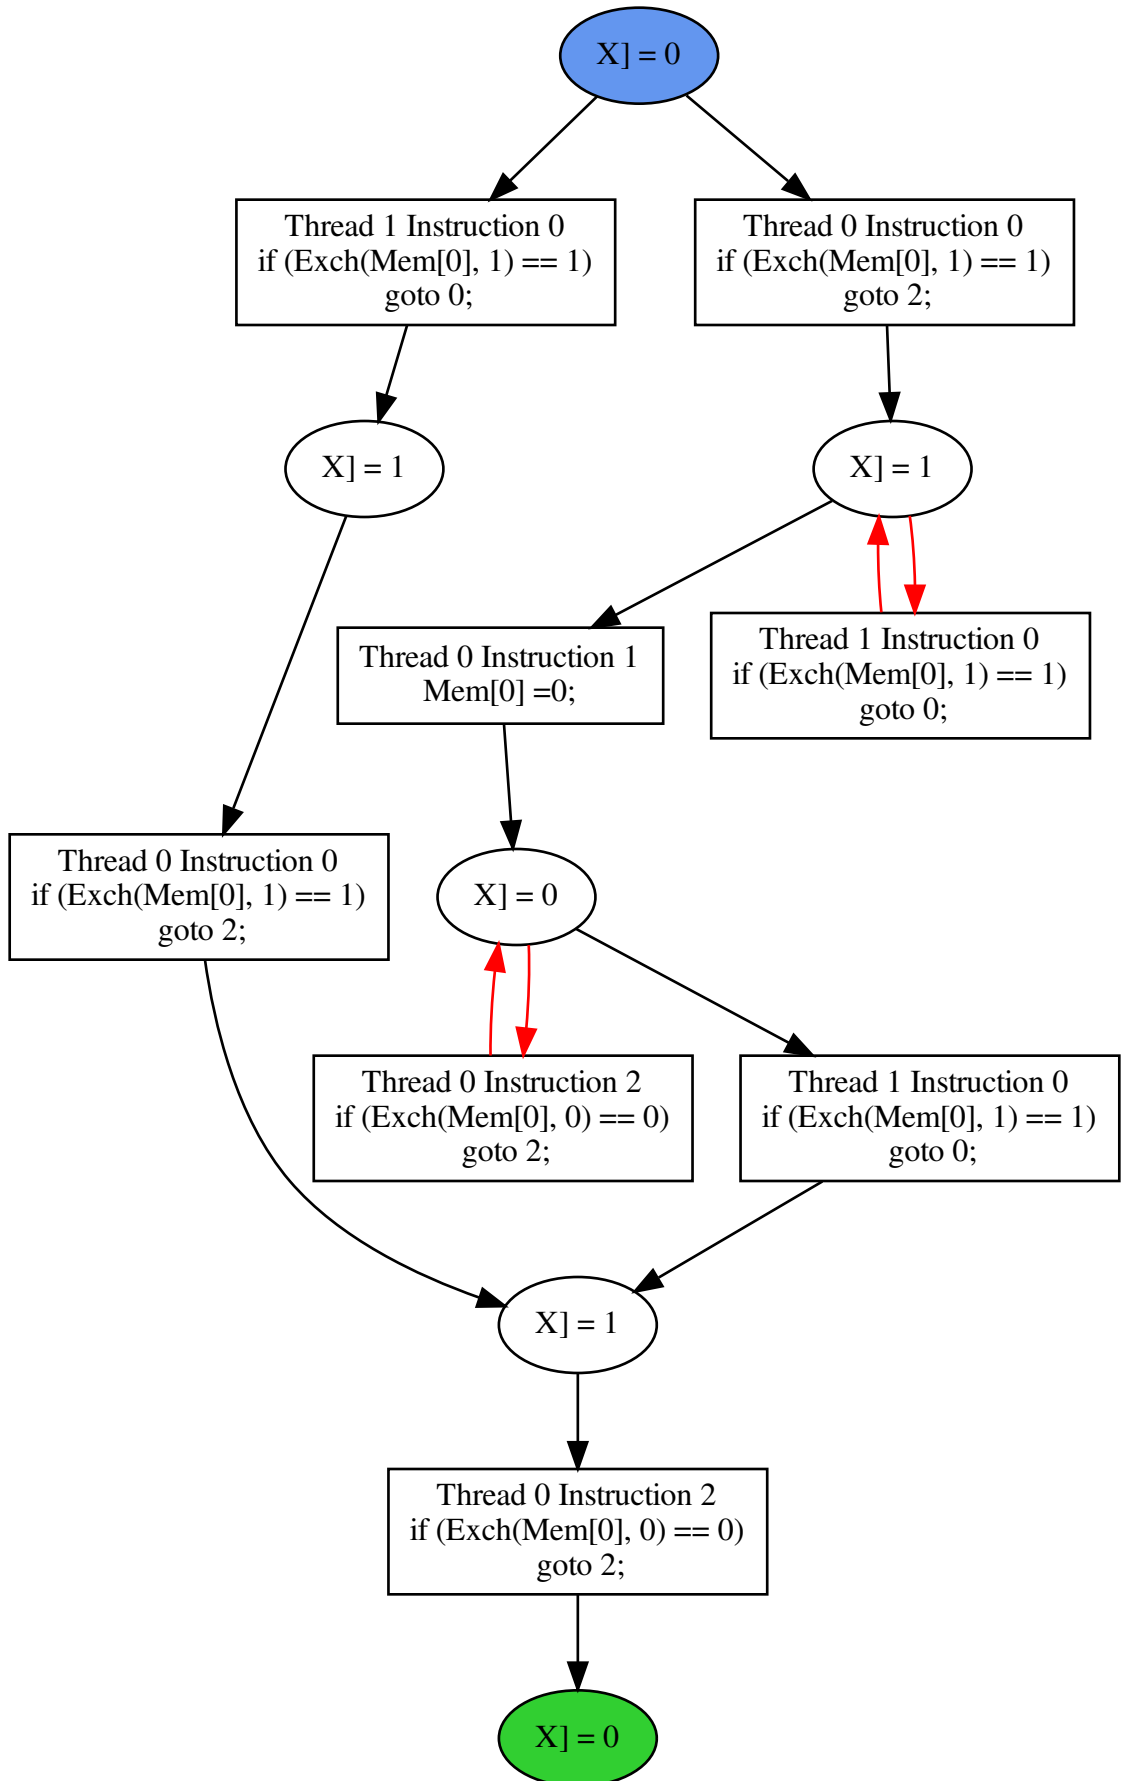 X] = 0
Thread 1 Instruction 0
if (Exch(Mem[0], 1) == 1)
goto 0;
Thread 0 Instruction 0
if (Exch(Mem[0], 1) == 1)
goto 2;
X] = 1
X] = 1
Thread 0 Instruction 1
Mem[0] =0;
Thread 1 Instruction 0
if (Exch(Mem[0], 1) == 1)
goto 0;
Thread 0 Instruction 0
if (Exch(Mem[0], 1) == 1)
goto 2;
X] = 0
Thread 0 Instruction 2
if (Exch(Mem[0], 0) == 0)
goto 2;
Thread 1 Instruction 0
if (Exch(Mem[0], 1) == 1)
goto 0;
X] = 1
Thread 0 Instruction 2
if (Exch(Mem[0], 0) == 0)
goto 2;
X] = 0